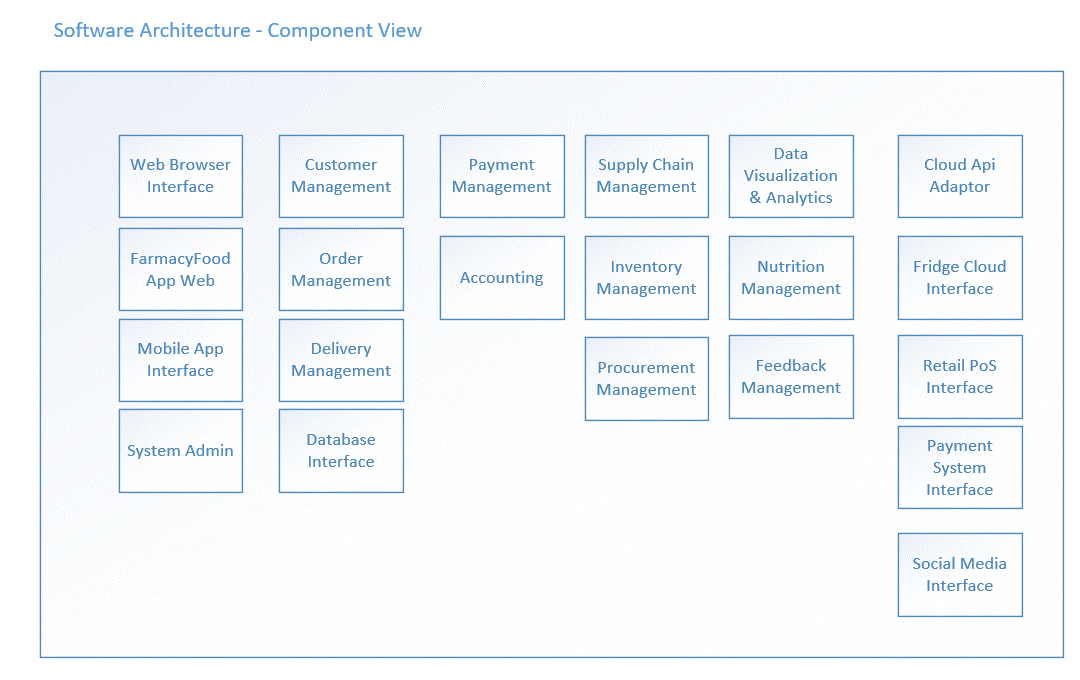 Software Architecture - Component View
Web Browser
Interface
FarmacyFood
App Web
Mobile App
Interface
System Admin
Customer
Management
Order
Management
Delivery
Management
Database
Interface
Payment
Management
Accounting
Supply Chain
Management
Inventory
Management
Procurement
Management
Data
Visualization
& Analytics
Nutrition
Management
Feedback
Management
Cloud Api
Adaptor
Fridge Cloud
Interface
Retail PoS
Interface
Payment
System
Interface
Social Media
Interface